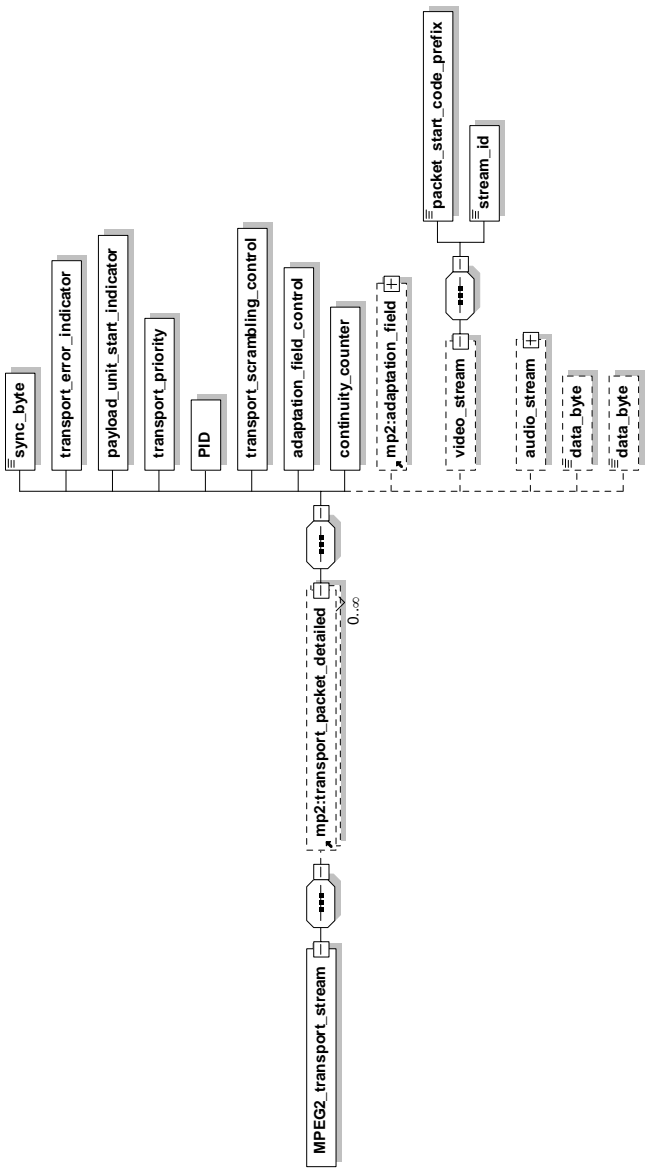 MPEG2_transport_stream
mp2:transport_packet_detailed
0..∞
sync_byte
transport_error_indicator
payload_unit_start_indicator
transport_priority
PID
transport_scrambling_control
adaptation_field_control
continuity_counter
mp2:adaptation_field
video_stream
packet_start_code_prefix
stream_id
audio_stream
data_byte
data_byte